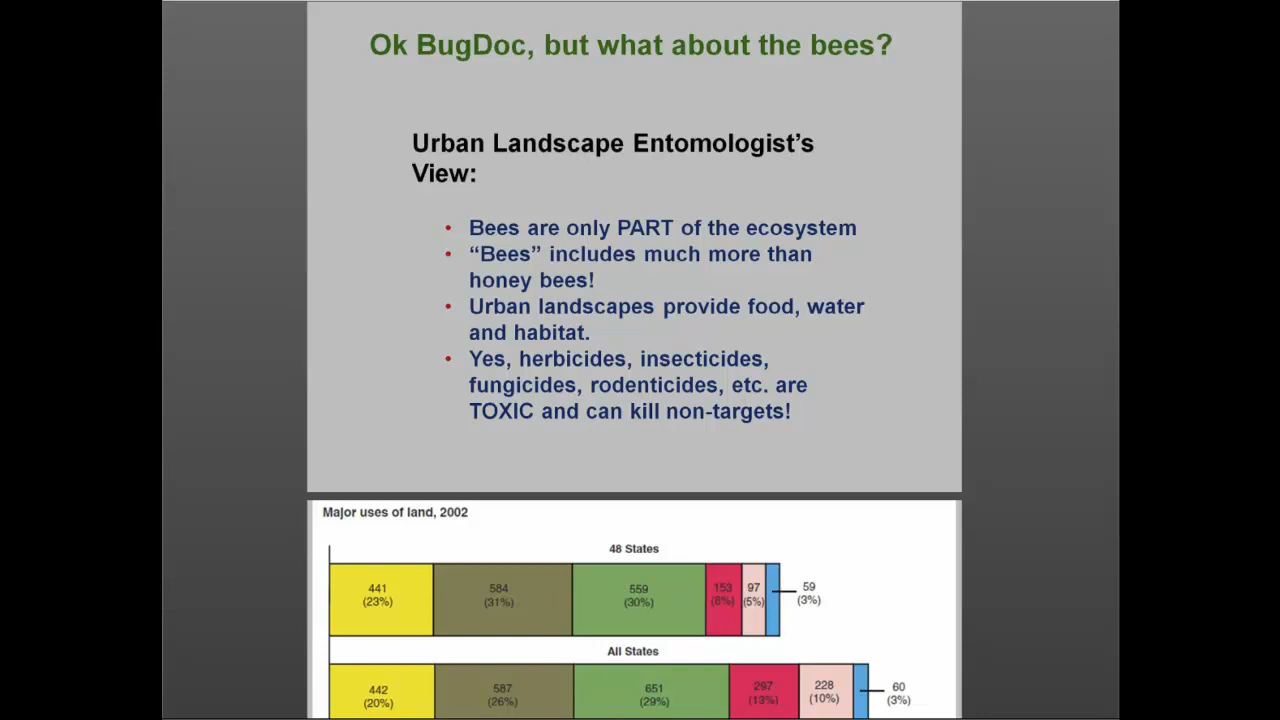 Ok BugDoc, but what about the bees?
Urban Landscape Entomologist's
View:
• Bees are only PART of the ecosystem
• “Bees” includes much more than
honey bees!
• Urban landscapes provide food, water
and habitat.
• Yes, herbicides, insecticides,
fungicides, rodenticides, etc. are
TOXIC and can kill non-targets!
Major uses of land, 2002
48 States
441 584 559 153 97 59
(23%) (31%) (30%) (8%) (5%) (3%)
All States
442 587 651 297 228 60
(20%) (26%) (29%) (13%) (10%) (3%)